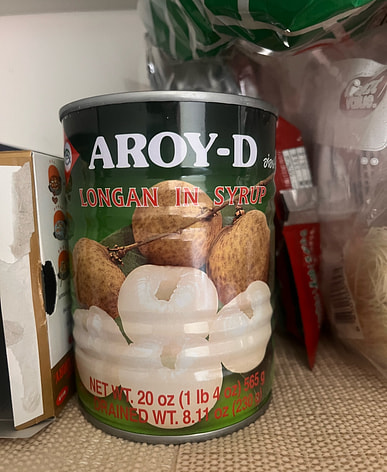 AROY-D
LONGAN IN SYRUP
NET WT. 20 oz (1 lb 4 oz) 565 g
DRAINED WT. 8.11 oz (230 g)